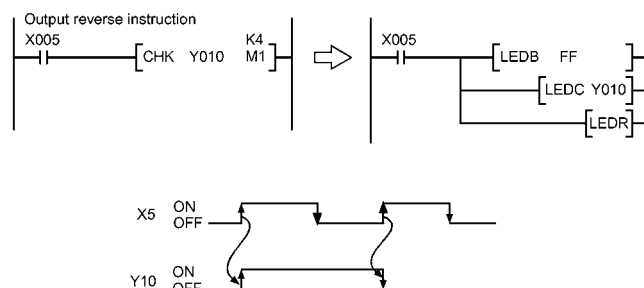 Output reverse instruction
X005 K4
CHK Y010 M1
X005
LEDB FF
LEDC Y010
LEDR
X5 ON
OFF
Y10 ON
OFF